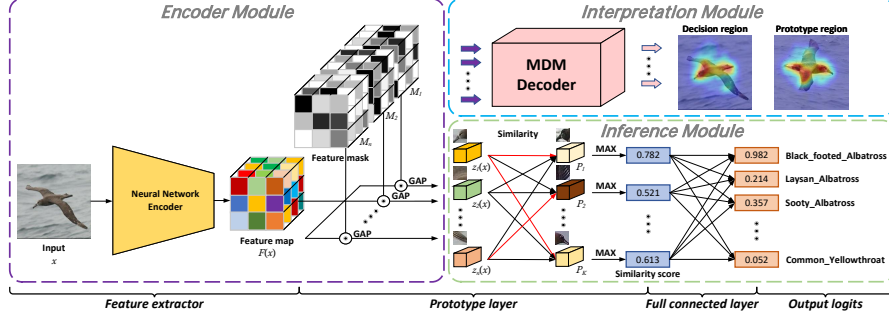 Encoder Module
Interpretation Module
Decision region
Prototype region
MDM
Decoder
M₁
M₂
Mₙ
Feature mask
Inference Module
Similarity
Neural Network
Encoder
GAP
GAP
GAP
Input
x
Feature map
F(x)
z₁(x)
z₂(x)
zₙ(x)
P₁
P₂
P_K
MAX
MAX
MAX
0.782
0.521
0.613
Similarity score
0.982
0.214
0.357
0.052
Black_footed_Albatross
Laysan_Albatross
Sooty_Albatross
Common_Yellowthroat
Feature extractor
Prototype layer
Full connected layer
Output logits